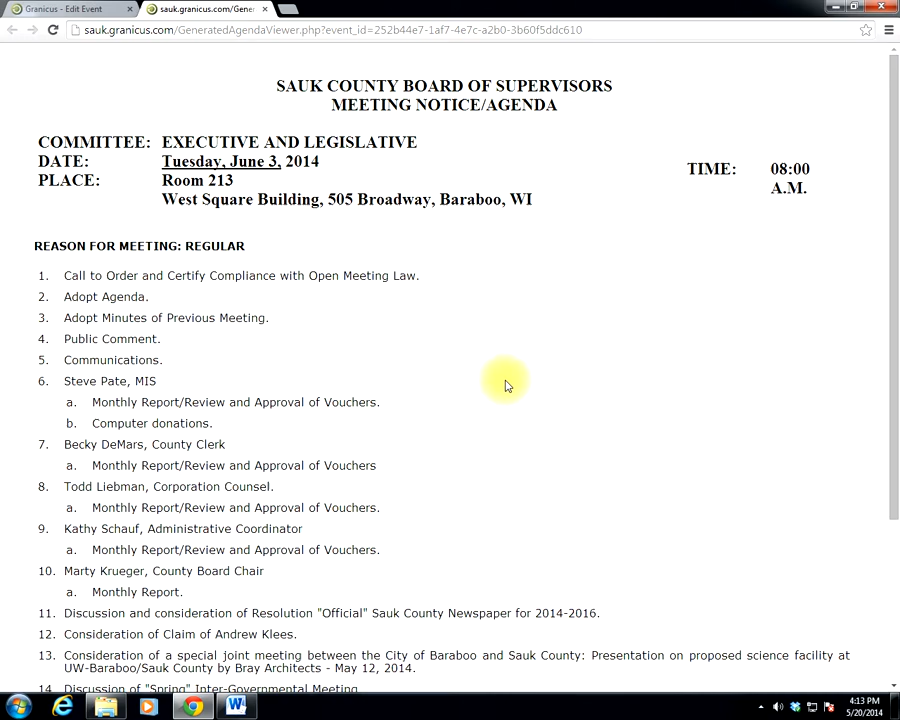 Granicus - Edit Event
sauk.granicus.com/Gener
sauk.granicus.com/GeneratedAgendaViewer.php?event_id=252b44e7-1af7-4e7c-a2b0-3b60f5ddc610
SAUK COUNTY BOARD OF SUPERVISORS
MEETING NOTICE/AGENDA
COMMITTEE: EXECUTIVE AND LEGISLATIVE
DATE: Tuesday, June 3, 2014
PLACE: Room 213
West Square Building, 505 Broadway, Baraboo, WI
TIME: 08:00
A.M.
REASON FOR MEETING: REGULAR
1. Call to Order and Certify Compliance with Open Meeting Law.
2. Adopt Agenda.
3. Adopt Minutes of Previous Meeting.
4. Public Comment.
5. Communications.
6. Steve Pate, MIS
a. Monthly Report/Review and Approval of Vouchers.
b. Computer donations.
7. Becky DeMars, County Clerk
a. Monthly Report/Review and Approval of Vouchers
8. Todd Liebman, Corporation Counsel.
a. Monthly Report/Review and Approval of Vouchers.
9. Kathy Schauf, Administrative Coordinator
a. Monthly Report/Review and Approval of Vouchers.
10. Marty Krueger, County Board Chair
a. Monthly Report.
11. Discussion and consideration of Resolution "Official" Sauk County Newspaper for 2014-2016.
12. Consideration of Claim of Andrew Klees.
13. Consideration of a special joint meeting between the City of Baraboo and Sauk County: Presentation on proposed science facility at
UW-Baraboo/Sauk County by Bray Architects - May 12, 2014.
14. Discussion of "Spring" Inter-Governmental Meeting
4:13 PM
5/20/2014